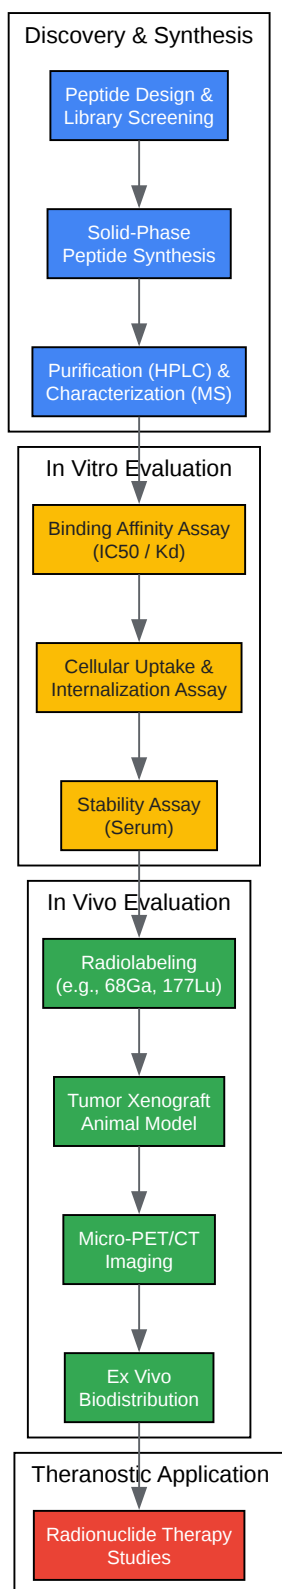 Discovery & Synthesis
Peptide Design &
Library Screening
Solid-Phase
Peptide Synthesis
Purification (HPLC) &
Characterization (MS)
In Vitro Evaluation
Binding Affinity Assay
(IC50 / Kd)
Cellular Uptake &
Internalization Assay
Stability Assay
(Serum)
In Vivo Evaluation
Radiolabeling
(e.g., 68Ga, 177Lu)
Tumor Xenograft
Animal Model
Micro-PET/CT
Imaging
Ex Vivo
Biodistribution
Theranostic Application
Radionuclide Therapy
Studies